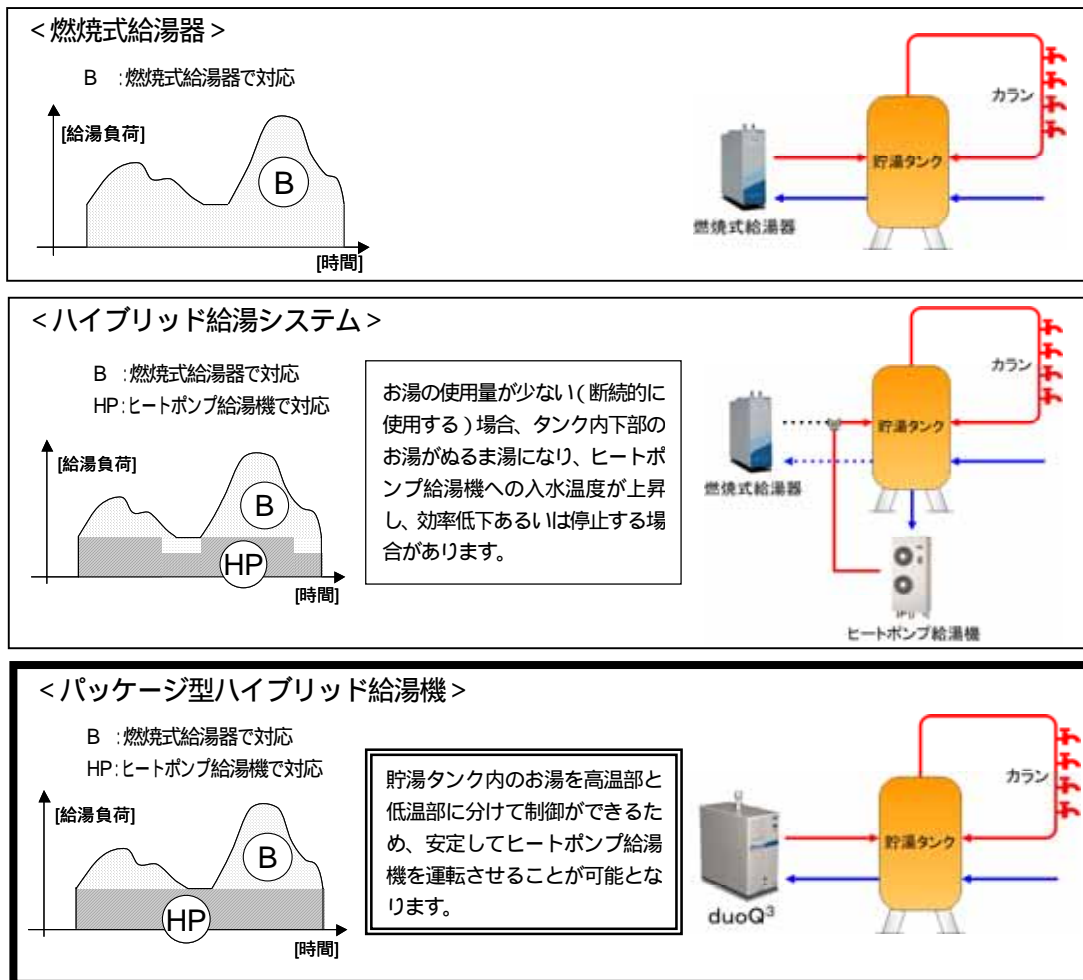 <燃焼式給湯器>
B :燃焼式給湯器で対応
[給湯負荷]
B
[時間]
カラン
貯湯タンク
燃焼式給湯器
<ハイブリッド給湯システム>
B :燃焼式給湯器で対応
HP:ヒートポンプ給湯機で対応
[給湯負荷]
B
HP
[時間]
お湯の使用量が少ない(断続的に
使用する)場合、タンク内下部の
お湯がぬるま湯になり、ヒートポ
ンプ給湯機への入水温度が上昇
し、効率低下あるいは停止する場
合があります。
カラン
貯湯タンク
燃焼式給湯器
ヒートポンプ給湯機
<パッケージ型ハイブリッド給湯機>
B :燃焼式給湯器で対応
HP:ヒートポンプ給湯機で対応
[給湯負荷]
B
HP
[時間]
貯湯タンク内のお湯を高温部と
低温部に分けて制御ができるた
め、安定してヒートポンプ給湯
機を運転させることが可能とな
ります。
カラン
貯湯タンク
duoQ³